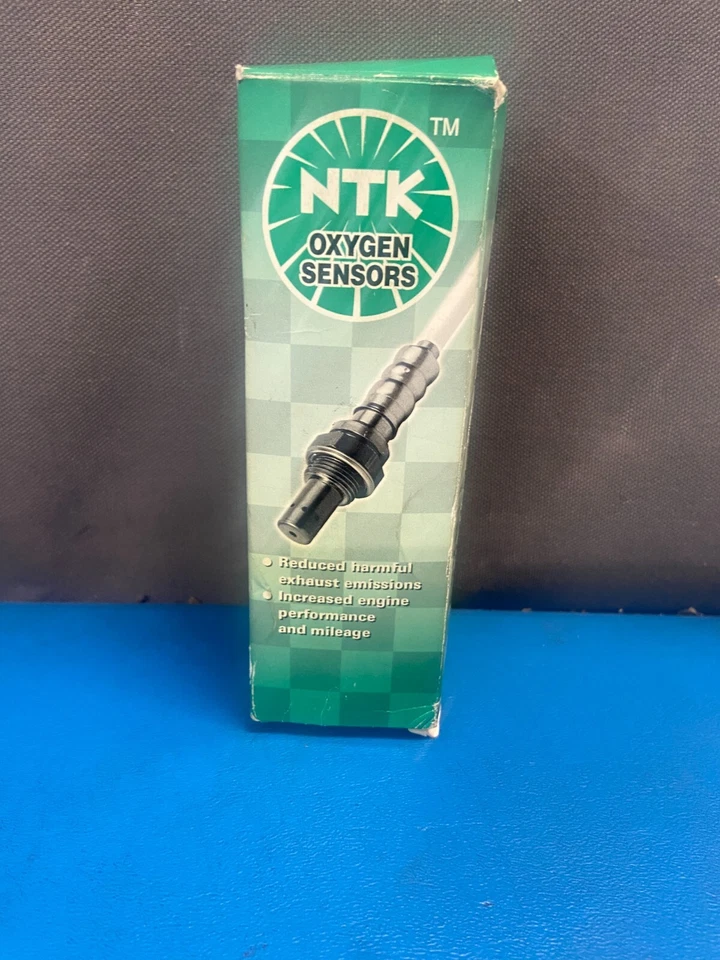 TM
NTK
OXYGEN
SENSORS
Reduced harmful
exhaust emissions
Increased engine
performance
and mileage